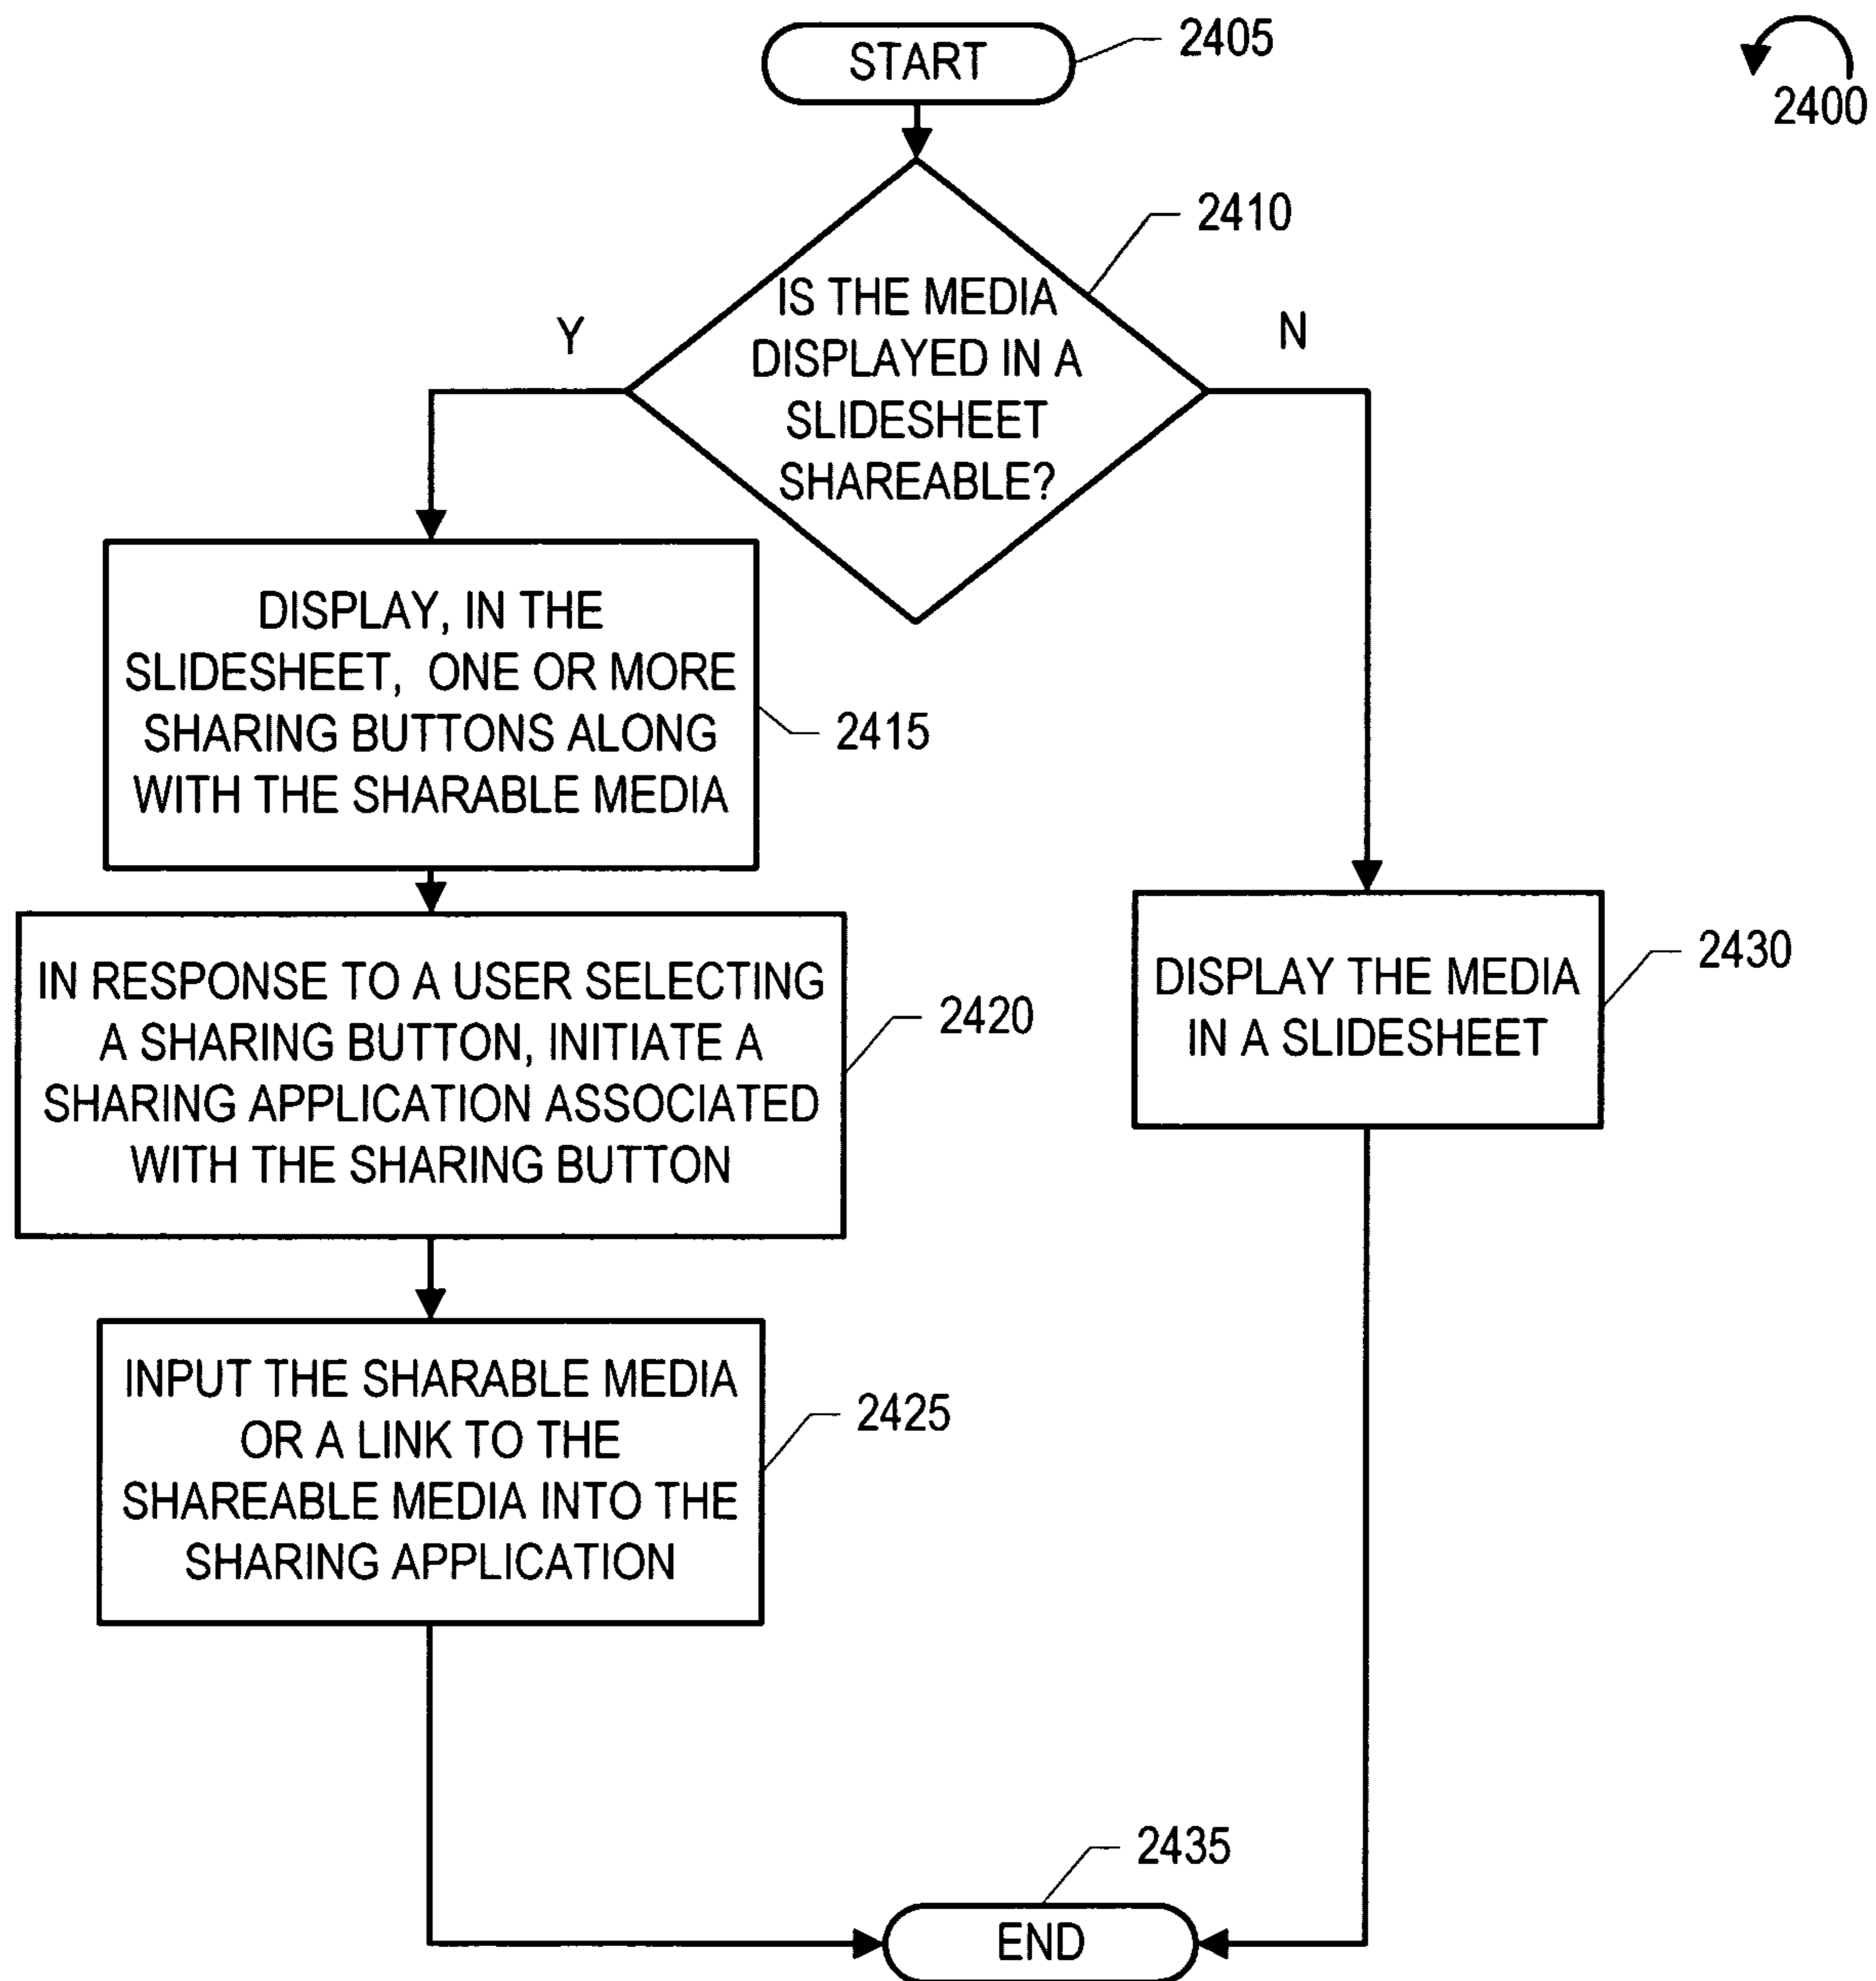 START
2405
2400
2410
IS THE MEDIA
DISPLAYED IN A
SLIDESHEET
SHAREABLE?
Y
N
DISPLAY, IN THE
SLIDESHEET, ONE OR MORE
SHARING BUTTONS ALONG
WITH THE SHARABLE MEDIA
2415
IN RESPONSE TO A USER SELECTING
A SHARING BUTTON, INITIATE A
SHARING APPLICATION ASSOCIATED
WITH THE SHARING BUTTON
2420
DISPLAY THE MEDIA
IN A SLIDESHEET
2430
INPUT THE SHARABLE MEDIA
OR A LINK TO THE
SHAREABLE MEDIA INTO THE
SHARING APPLICATION
2425
2435
END